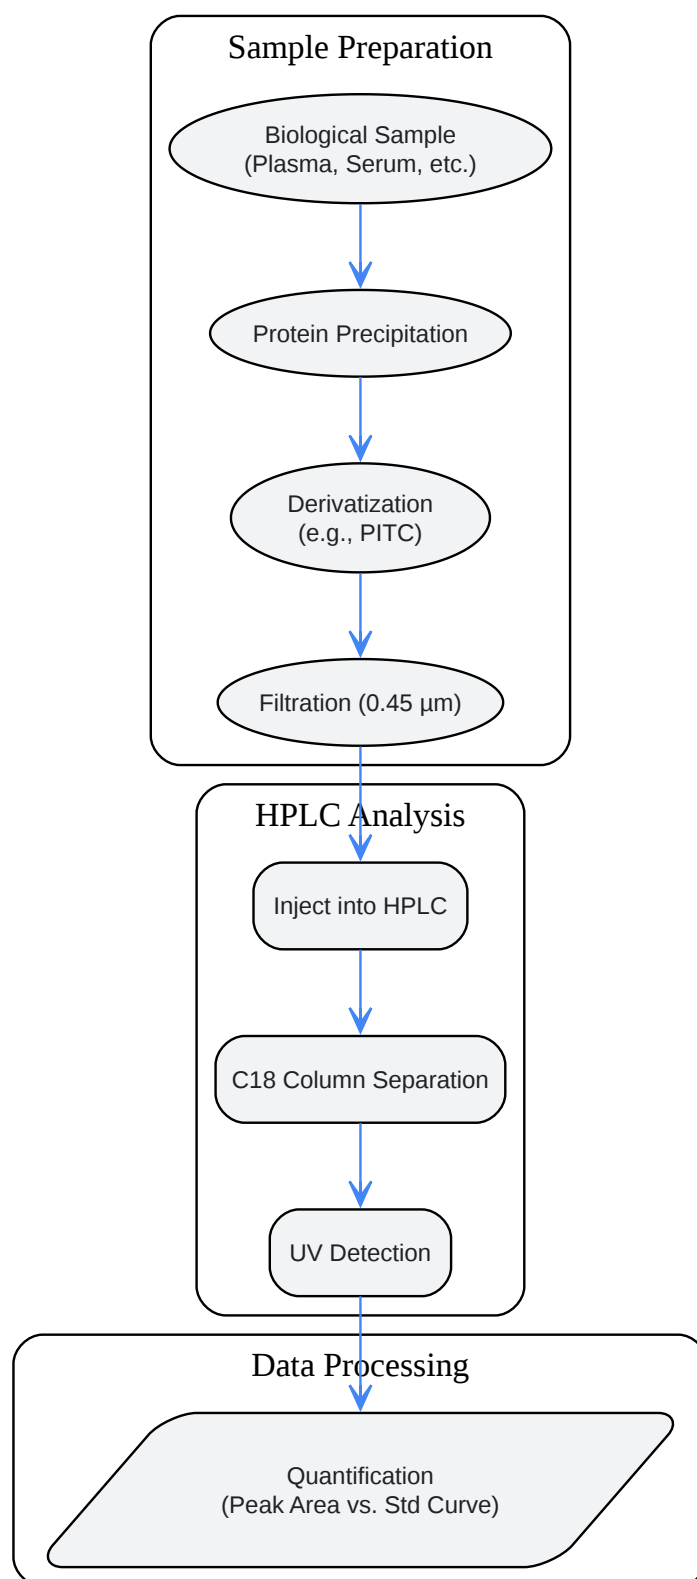 Sample Preparation
Biological Sample
(Plasma, Serum, etc.)
Protein Precipitation
Derivatization
(e.g., PITC)
Filtration (0.45 µm)
HPLC Analysis
Inject into HPLC
C18 Column Separation
UV Detection
Data Processing
Quantification
(Peak Area vs. Std Curve)